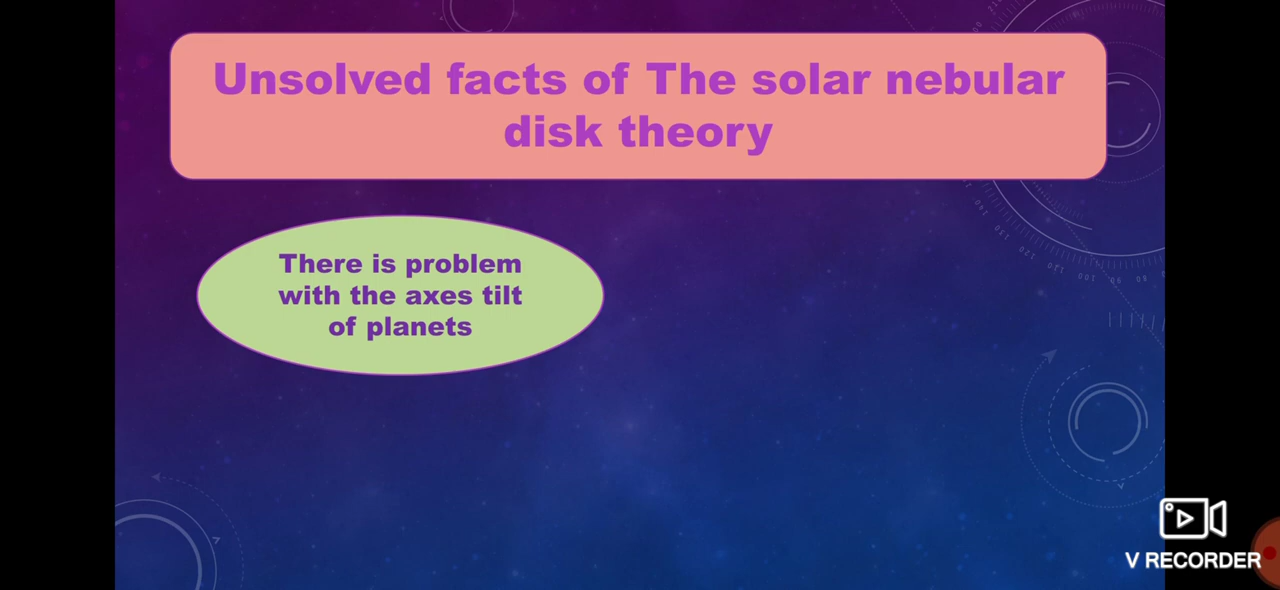 Unsolved facts of The solar nebular
disk theory
There is problem
with the axes tilt
of planets
V RECORDER